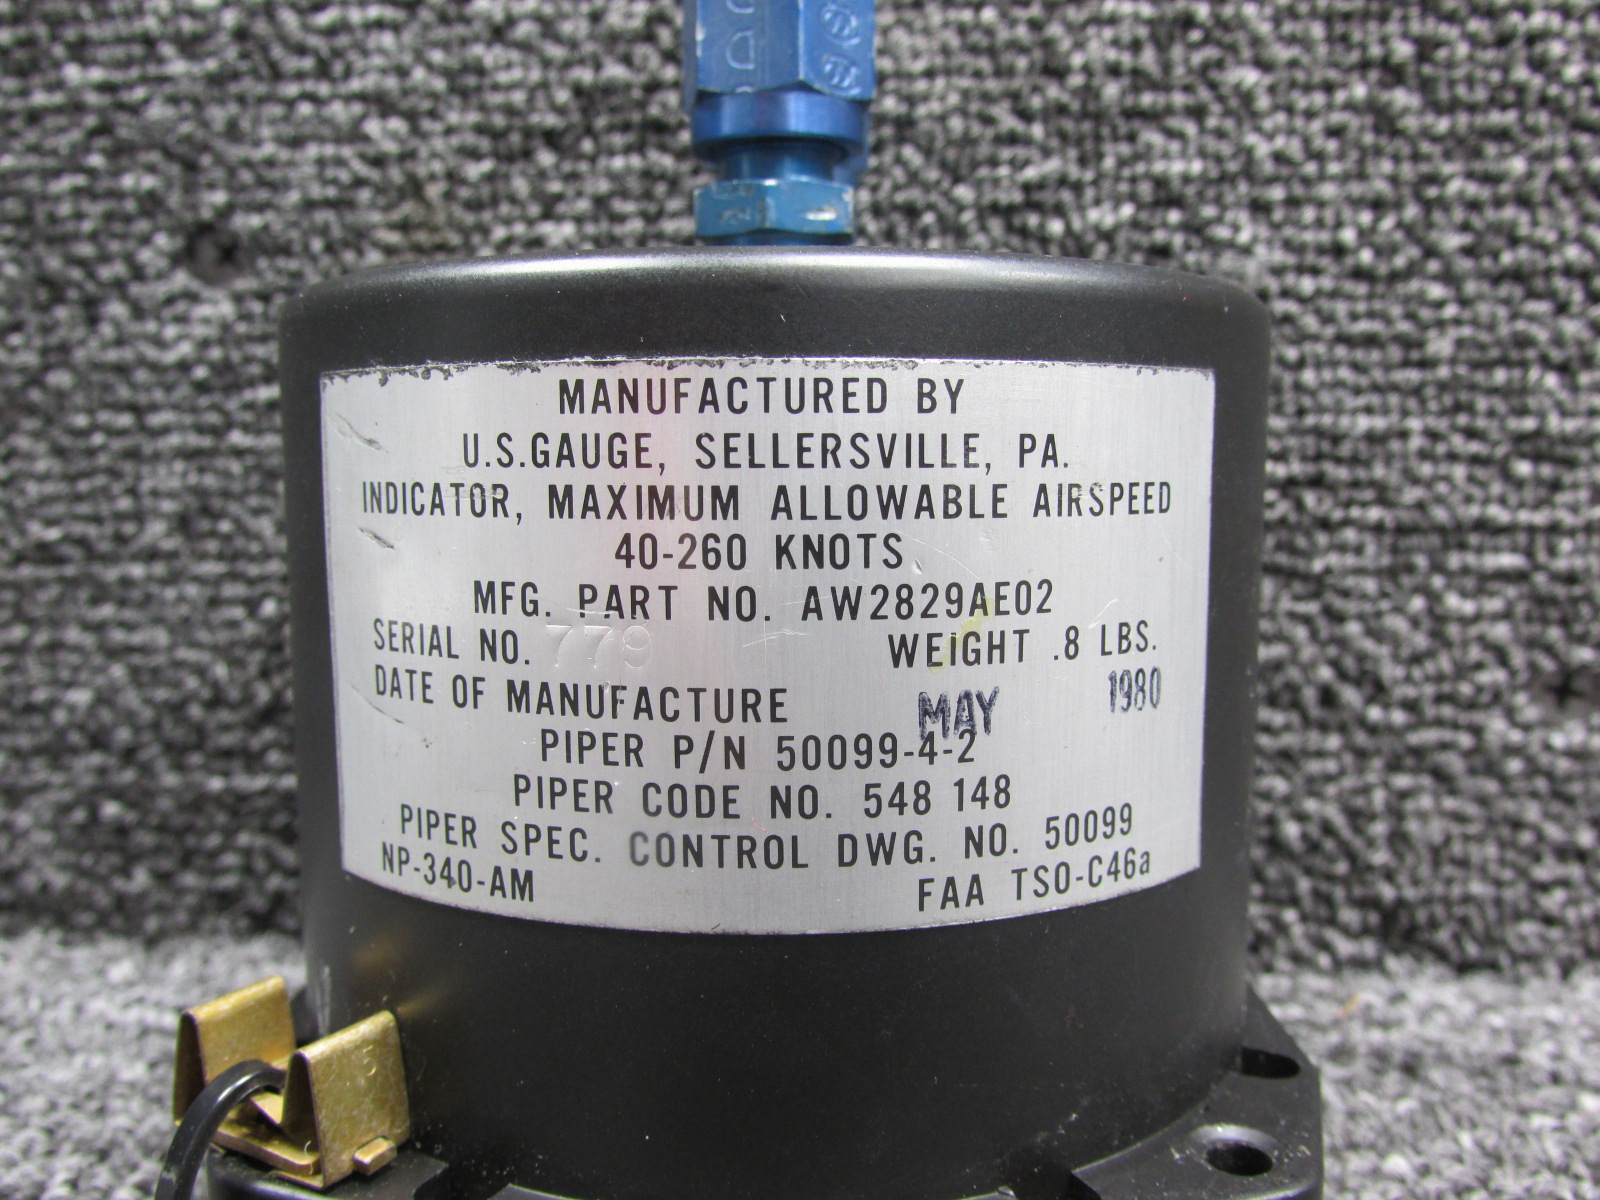 MANUFACTURED BY
U.S.GAUGE, SELLERSVILLE, PA.
INDICATOR, MAXIMUM ALLOWABLE AIRSPEED
40-260 KNOTS
MFG. PART NO. AW2829AE02
SERIAL NO. 779 WEIGHT .8 LBS.
DATE OF MANUFACTURE MAY 1980
PIPER P/N 50099-4-2
PIPER CODE NO. 548 148
PIPER SPEC. CONTROL DWG. NO. 50099
NP-340-AM FAA TSO-C46a